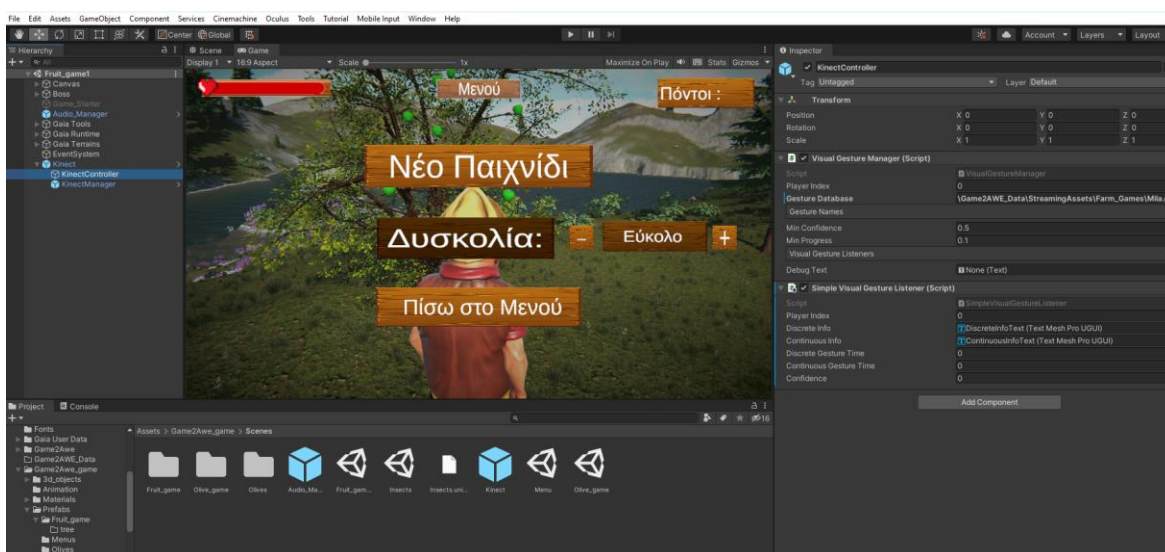 File Edit Assets GameObject Component Services Cinemachine Oculus Tools Tutorial Mobile Input Window Help
Center Global
Account Layers Layout
Hierarchy
All
Fruit_game1
Canvas
Boss
Game_Starter
Audio_Manager
Gaia Tools
Gaia Runtime
Gaia Terrains
EventSystem
Kinect
KinectController
KinectManager
Scene Game
Display 1 16:9 Aspect Scale 1x Maximize On Play Stats Gizmos
Μενού
Πόντοι :
Νέο Παιχνίδι
Δυσκολία: - Εύκολο +
Πίσω στο Μενού
Inspector
KinectController
Tag Untagged Layer Default
Transform
Position X 0 Y 0 Z 0
Rotation X 0 Y 0 Z 0
Scale X 1 Y 1 Z 1
Visual Gesture Manager (Script)
Script VisualGestureManager
Player Index 0
Gesture Database \Game2AWE_Data\StreamingAssets\Farm_Games\Mila.
Gesture Names
Min Confidence 0.5
Min Progress 0.1
Visual Gesture Listeners
Debug Text None (Text)
Simple Visual Gesture Listener (Script)
Script SimpleVisualGestureListener
Player Index 0
Discrete Info DiscreteInfoText (Text Mesh Pro UGUI)
Continuous Info ContinuousInfoText (Text Mesh Pro UGUI)
Discrete Gesture Time 0
Continuous Gesture Time 0
Confidence 0
Add Component
Project Console
16
Fonts
Gaia User Data
Game2Awe
Game2AWE_Data
Game2Awe_game
3d_objects
Animation
Materials
Prefabs
Fruit_game
tree
Menus
Olives
Assets > Game2Awe_game > Scenes
Fruit_game Olive_game Olives Audio_Ma... Fruit_gam... Insects Insects.uni... Kinect Menu Olive_game